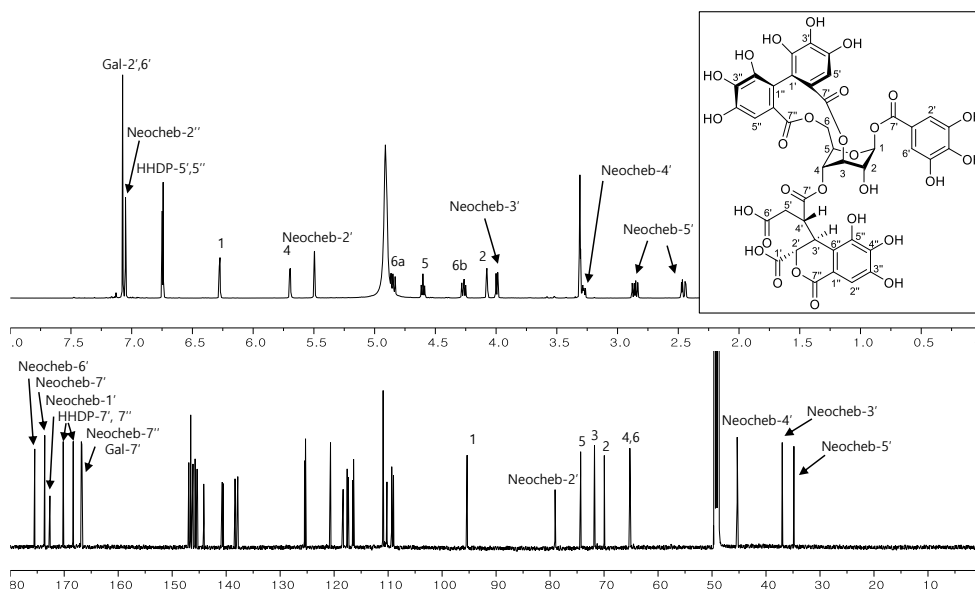 Gal-2′,6′
Neocheb-2′′
HHDP-5′,5′′
1
4
Neocheb-2′
6a
5
6b
2
Neocheb-3′
Neocheb-4′
Neocheb-5′
.0 7.5 7.0 6.5 6.0 5.5 5.0 4.5 4.0 3.5 3.0 2.5 2.0 1.5 1.0 0.5
OH
HO 3' OH
HO 5'
HO OH 1'
3" 7' O
HO 1" O
5" 7" O 6 O 7' 2' OH
O 5 O 1 OH
4 3 2 6' OH
O OH
O 7' O
HO 6' 5' H
O 4' H OH
O 1' 2' 3' 6" 5" OH
HO 4"
O 7" 1" 3" OH
O 2"
Neocheb-6′
Neocheb-7′
Neocheb-1′
HHDP-7′, 7′′
Neocheb-7′′
Gal-7′
1
Neocheb-2′
5
3
2
4,6
Neocheb-4′
Neocheb-3′
Neocheb-5′
80 170 160 150 140 130 120 110 100 90 80 70 60 50 40 30 20 10